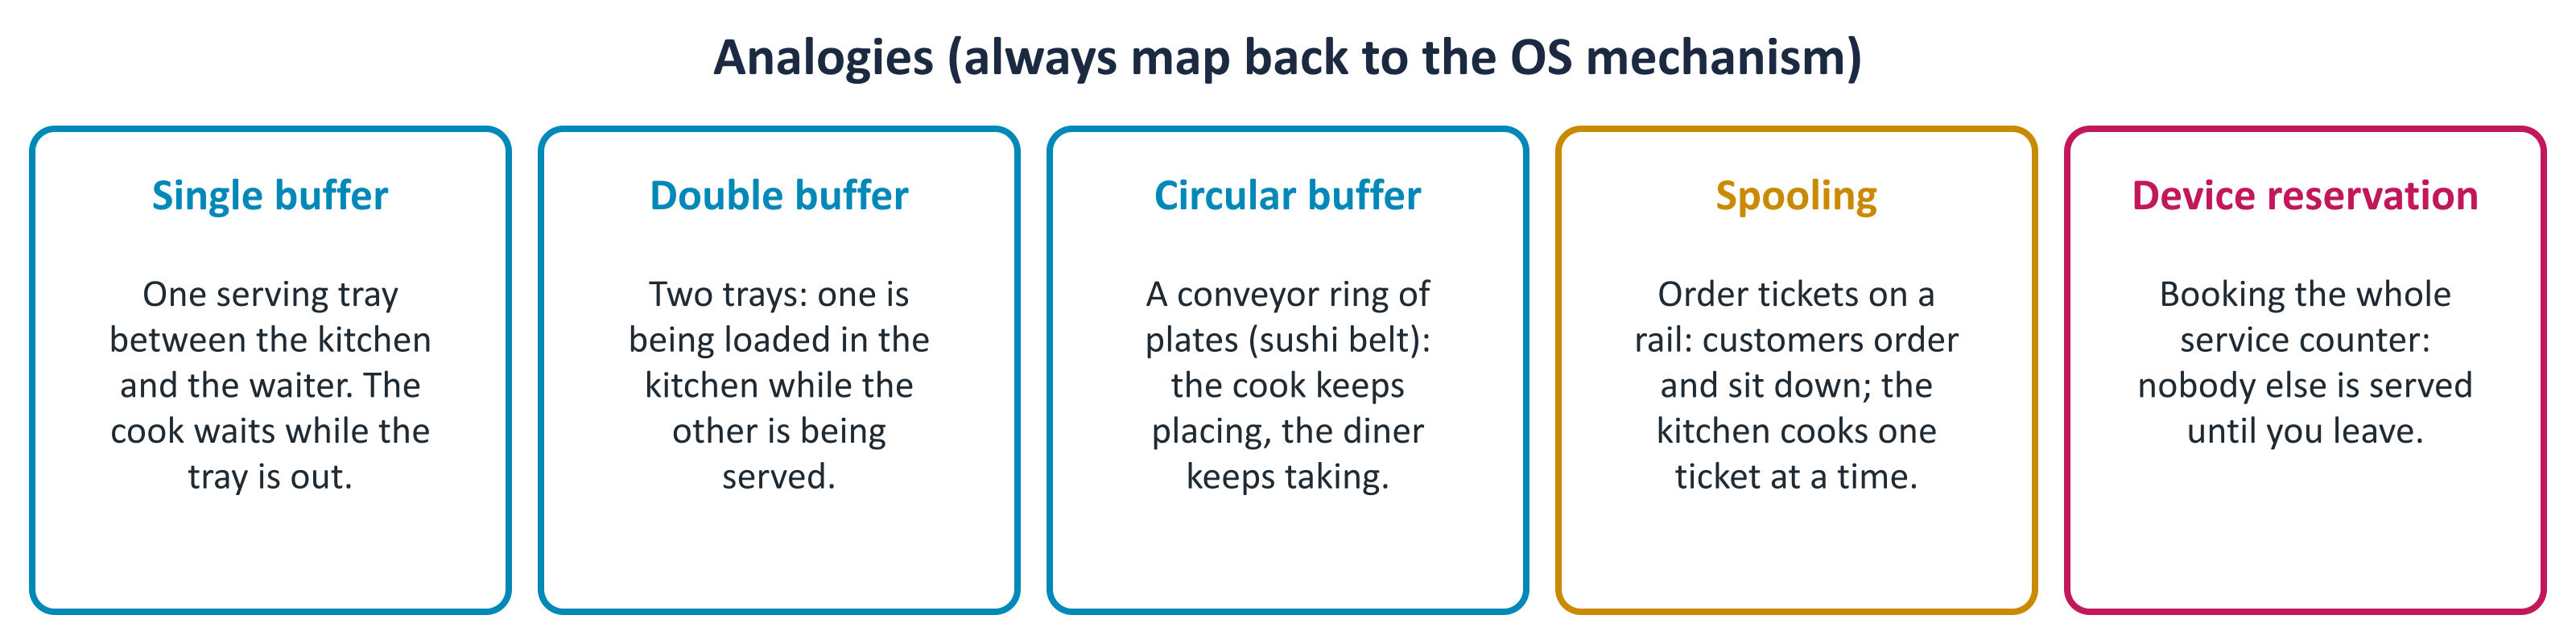 Analogies (always map back to the OS mechanism)
Single buffer
One serving tray
between the kitchen
and the waiter. The
cook waits while the
tray is out.
Double buffer
Two trays: one is
being loaded in the
kitchen while the
other is being
served.
Circular buffer
A conveyor ring of
plates (sushi belt):
the cook keeps
placing, the diner
keeps taking.
Spooling
Order tickets on a
rail: customers order
and sit down; the
kitchen cooks one
ticket at a time.
Device reservation
Booking the whole
service counter:
nobody else is served
until you leave.